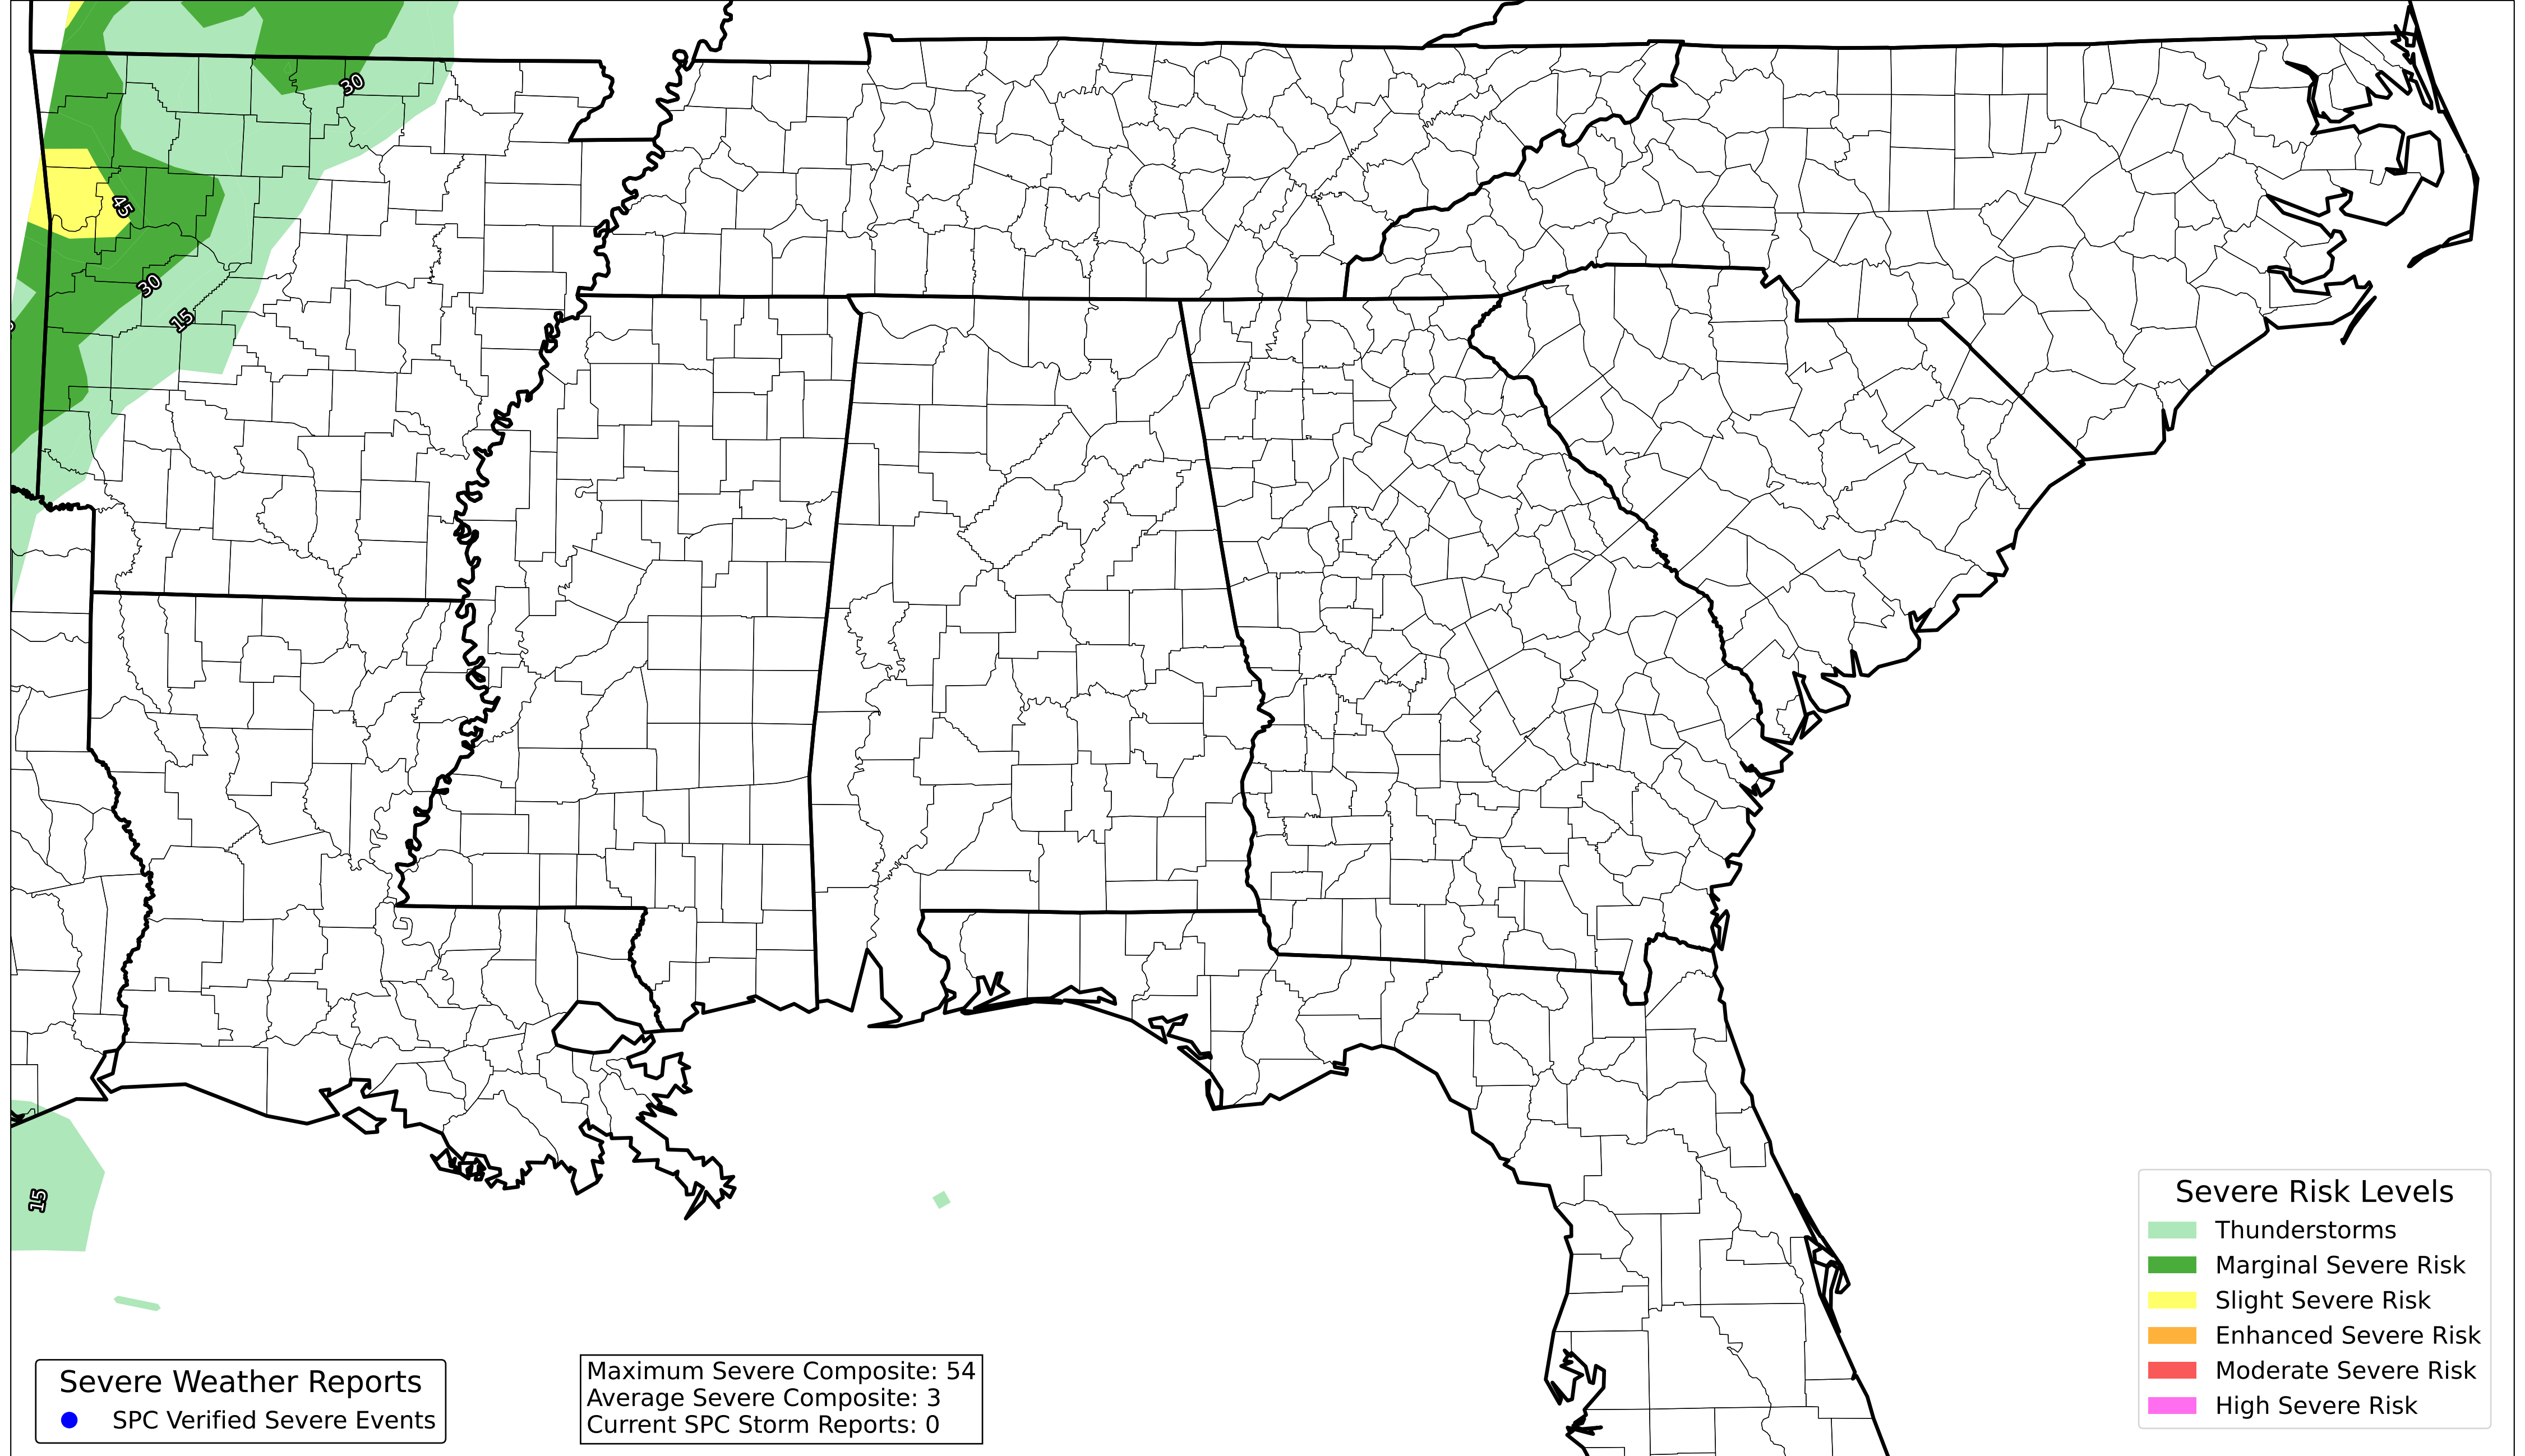 30
45
30
15
15
Severe Risk Levels
Thunderstorms
Marginal Severe Risk
Slight Severe Risk
Enhanced Severe Risk
Moderate Severe Risk
High Severe Risk
Severe Weather Reports
SPC Verified Severe Events
Maximum Severe Composite: 54
Average Severe Composite: 3
Current SPC Storm Reports: 0